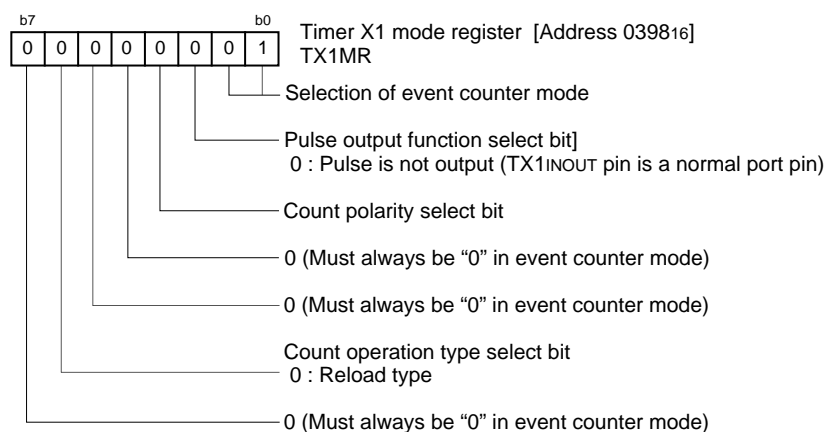 b7 b0
0 0 0 0 0 0 0 1
Timer X1 mode register [Address 039816]
TX1MR
Selection of event counter mode
Pulse output function select bit]
0 : Pulse is not output (TX1INOUT pin is a normal port pin)
Count polarity select bit
0 (Must always be “0” in event counter mode)
0 (Must always be “0” in event counter mode)
Count operation type select bit
0 : Reload type
0 (Must always be “0” in event counter mode)